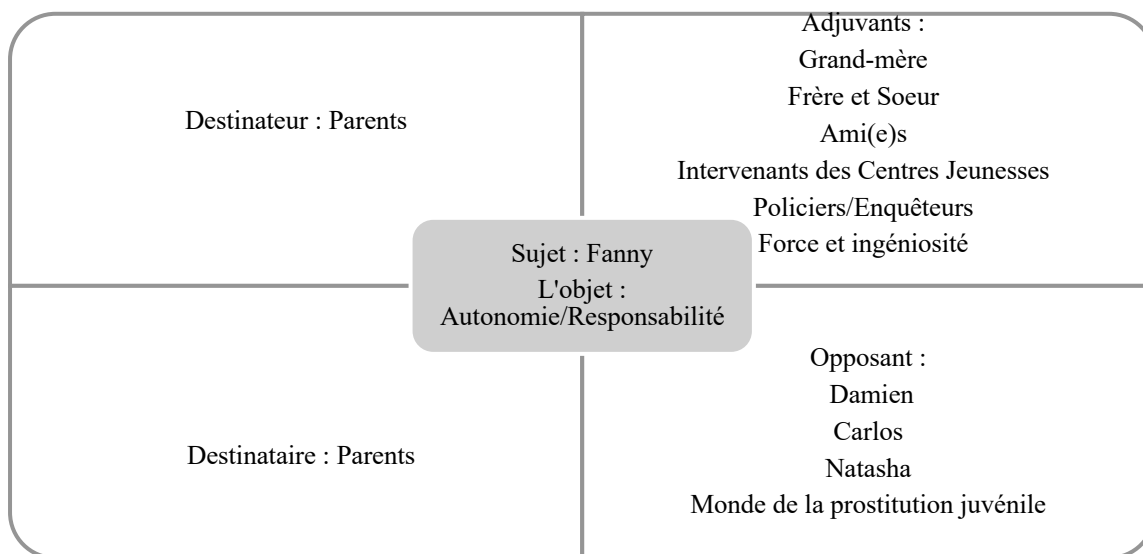 Destinateur : Parents
Adjuvants :
Grand-mère
Frère et Soeur
Ami(e)s
Intervenants des Centres Jeunesses
Policiers/Enquêteurs
Force et ingéniosité
Sujet : Fanny
L'objet :
Autonomie/Responsabilité
Destinataire : Parents
Opposant :
Damien
Carlos
Natasha
Monde de la prostitution juvénile